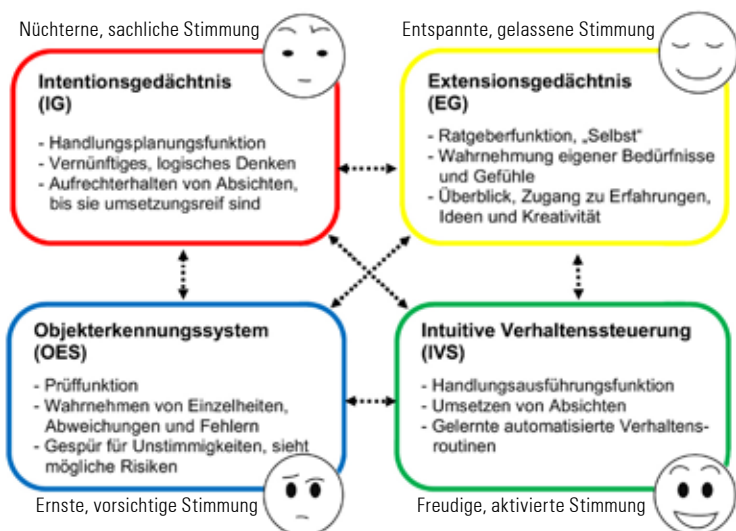 Nüchterne, sachliche Stimmung
Intentionsgedächtnis
(IG)
- Handlungsplanungsfunktion
- Vernünftiges, logisches Denken
- Aufrechterhalten von Absichten,
bis sie umsetzungsreif sind
Entspannte, gelassene Stimmung
Extensionsgedächtnis
(EG)
- Ratgeberfunktion, „Selbst“
- Wahrnehmung eigener Bedürfnisse
und Gefühle
- Überblick, Zugang zu Erfahrungen,
Ideen und Kreativität
Objekterkennungssystem
(OES)
- Prüffunktion
- Wahrnehmen von Einzelheiten,
Abweichungen und Fehlern
- Gespür für Unstimmigkeiten, sieht
mögliche Risiken
Ernste, vorsichtige Stimmung
Intuitive Verhaltenssteuerung
(IVS)
- Handlungsausführungsfunktion
- Umsetzen von Absichten
- Gelernte automatisierte Verhaltens-
routinen
Freudige, aktivierte Stimmung